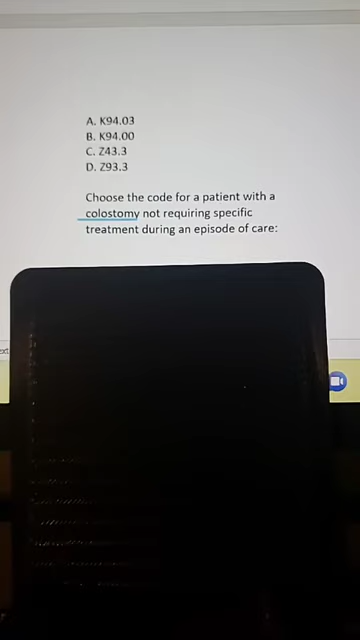 A. K94.03
B. K94.00
C. Z43.3
D. Z93.3
Choose the code for a patient with a
colostomy not requiring specific
treatment during an episode of care:
ext